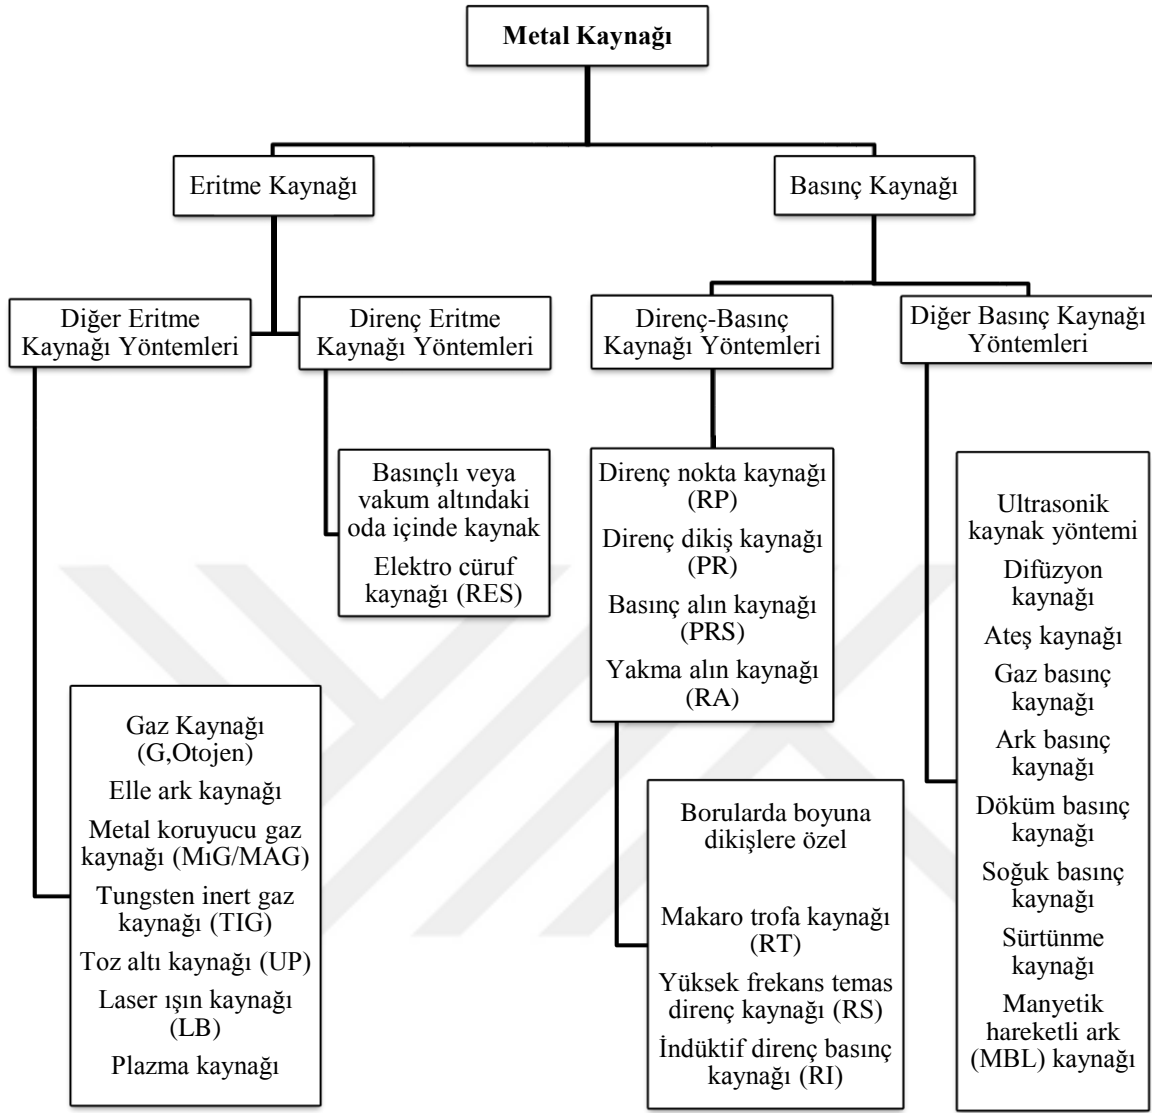 Metal Kaynağı
Eritme Kaynağı
Basınç Kaynağı
Diğer Eritme
Kaynağı Yöntemleri
Direnç Eritme
Kaynağı Yöntemleri
Direnç-Basınç
Kaynağı Yöntemleri
Diğer Basınç Kaynağı
Yöntemleri
Basınçlı veya
vakum altındaki
oda içinde kaynak
Elektro cüruf
kaynağı (RES)
Gaz Kaynağı
(G,Otojen)
Elle ark kaynağı
Metal koruyucu gaz
kaynağı (MıG/MAG)
Tungsten inert gaz
kaynağı (TIG)
Toz altı kaynağı (UP)
Laser ışın kaynağı
(LB)
Plazma kaynağı
Direnç nokta kaynağı
(RP)
Direnç dikiş kaynağı
(PR)
Basınç alın kaynağı
(PRS)
Yakma alın kaynağı
(RA)
Borularda boyuna
dikişlere özel
Makaro trofa kaynağı
(RT)
Yüksek frekans temas
direnç kaynağı (RS)
İndüktif direnç basınç
kaynağı (RI)
Ultrasonik
kaynak yöntemi
Difüzyon
kaynağı
Ateş kaynağı
Gaz basınç
kaynağı
Ark basınç
kaynağı
Döküm basınç
kaynağı
Soğuk basınç
kaynağı
Sürtünme
kaynağı
Manyetik
hareketli ark
(MBL) kaynağı